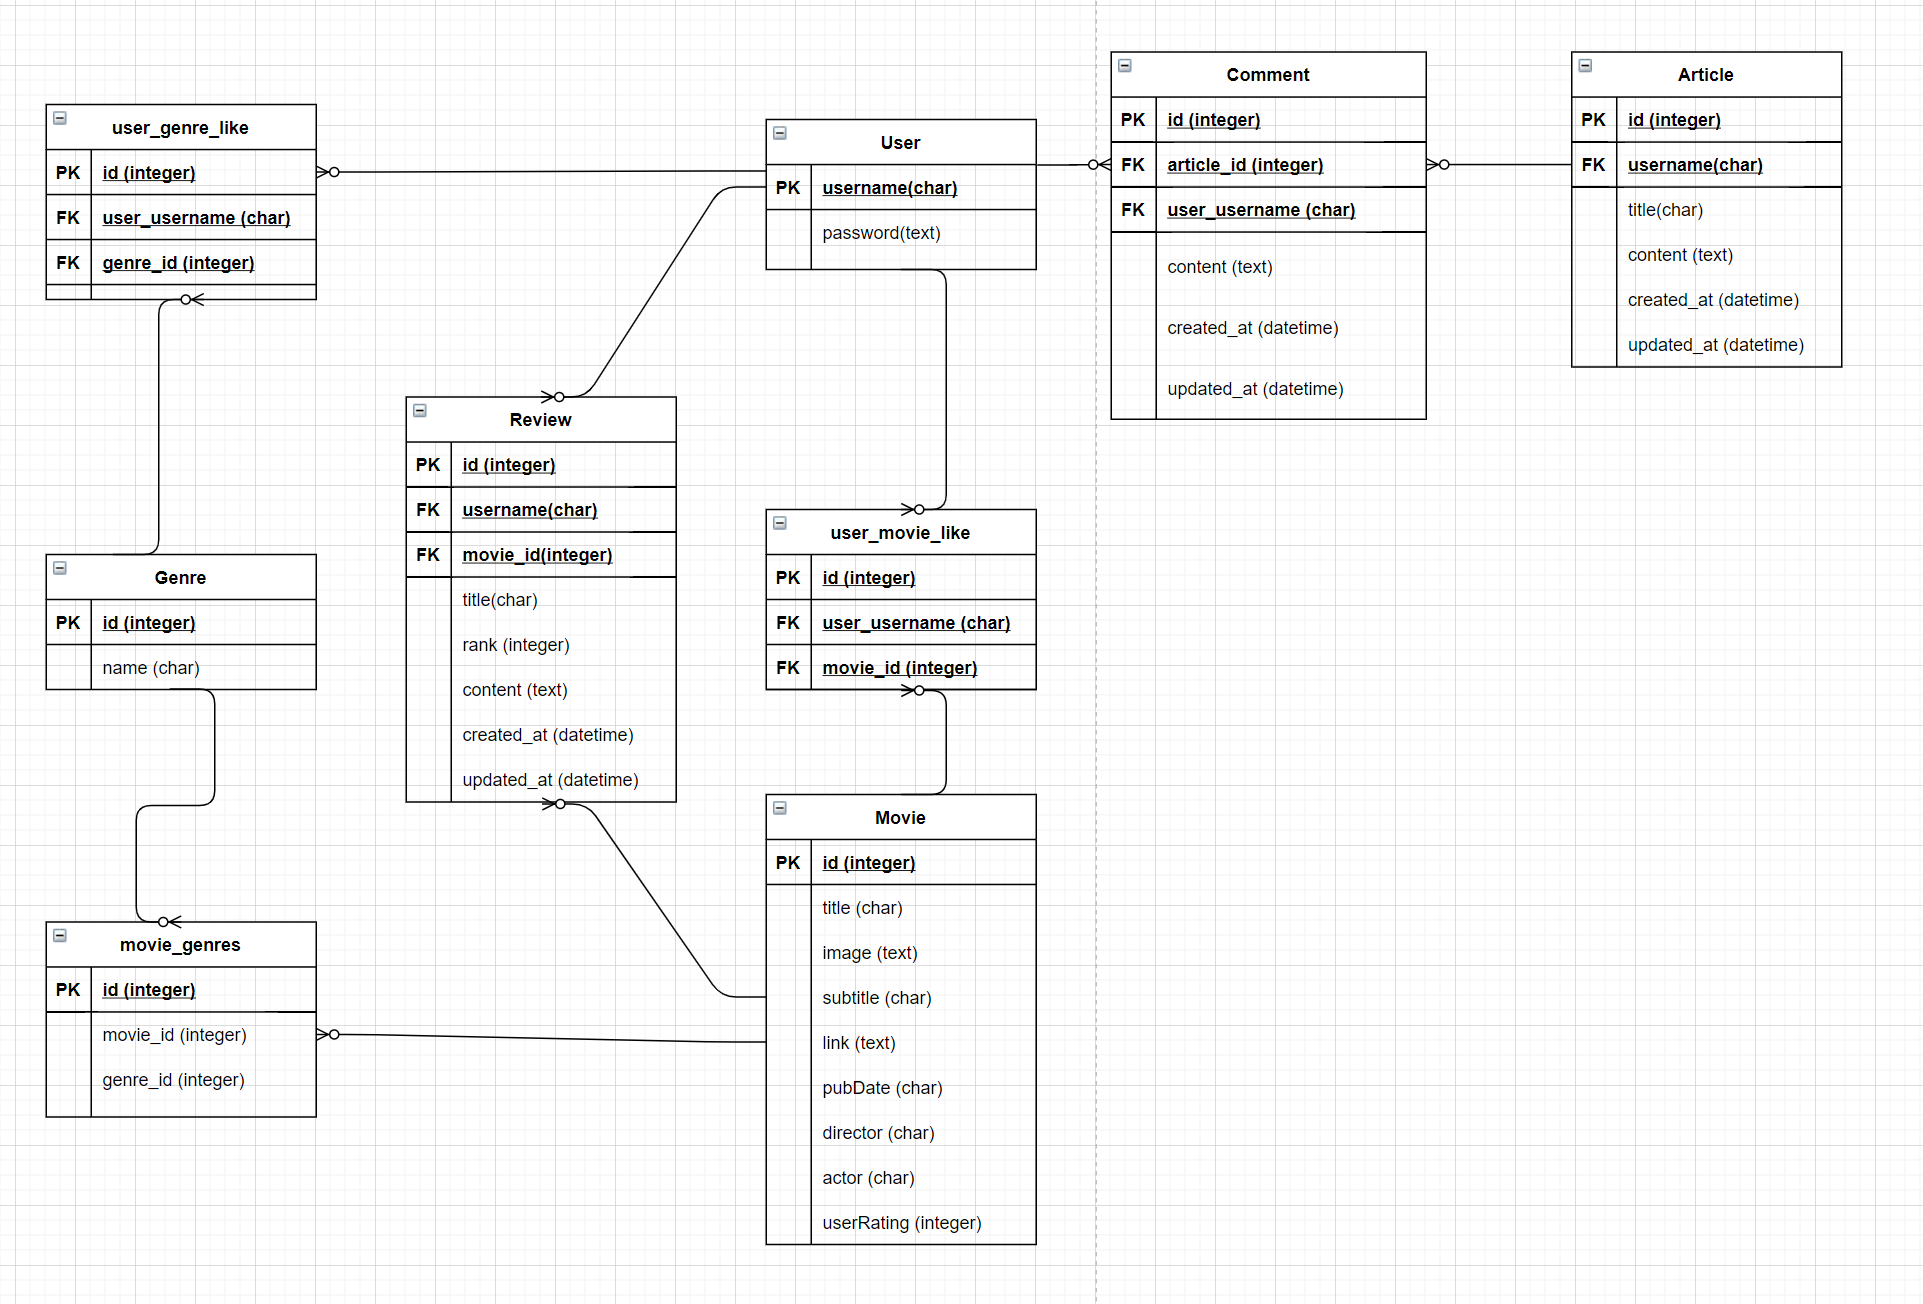 user_genre_like
PK id (integer)
FK user_username (char)
FK genre_id (integer)
User
PK username(char)
password(text)
Comment
PK id (integer)
FK article_id (integer)
FK user_username (char)
content (text)
created_at (datetime)
updated_at (datetime)
Article
PK id (integer)
FK username(char)
title(char)
content (text)
created_at (datetime)
updated_at (datetime)
Review
PK id (integer)
FK username(char)
FK movie_id(integer)
title(char)
rank (integer)
content (text)
created_at (datetime)
updated_at (datetime)
user_movie_like
PK id (integer)
FK user_username (char)
FK movie_id (integer)
Genre
PK id (integer)
name (char)
Movie
PK id (integer)
title (char)
image (text)
subtitle (char)
link (text)
pubDate (char)
director (char)
actor (char)
userRating (integer)
movie_genres
PK id (integer)
movie_id (integer)
genre_id (integer)